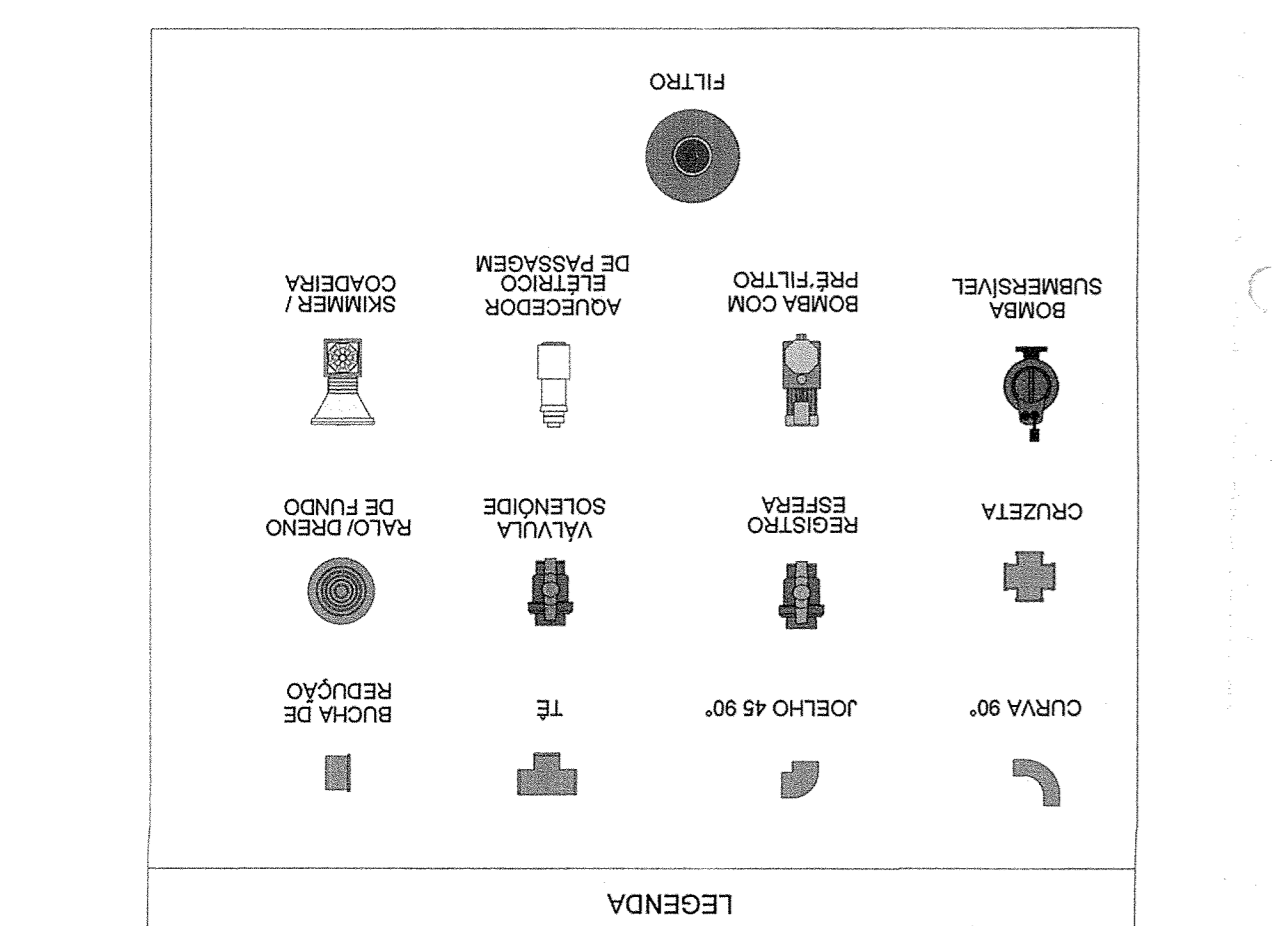 LEGENDA
CURVA 90°
JOELHO 45 90°
TÊ
BUCHA DE
REDUÇÃO
CRUZETA
REGISTRO
ESFERA
VÁLVULA
SOLENÓIDE
RALO/ DRENO
DE FUNDO
BOMBA
SUBMERSÍVEL
BOMBA COM
PRÉ'FILTRO
AQUECEDOR
ELÉTRICO
DE PASSAGEM
SKIMMER /
COADEIRA
FILTRO